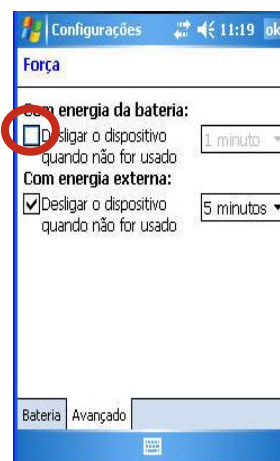 Configurações 11:19 ok
Força
Com energia da bateria:
Desligar o dispositivo 1 minuto
quando não for usado
Com energia externa:
Desligar o dispositivo 5 minutos
quando não for usado
Bateria Avançado